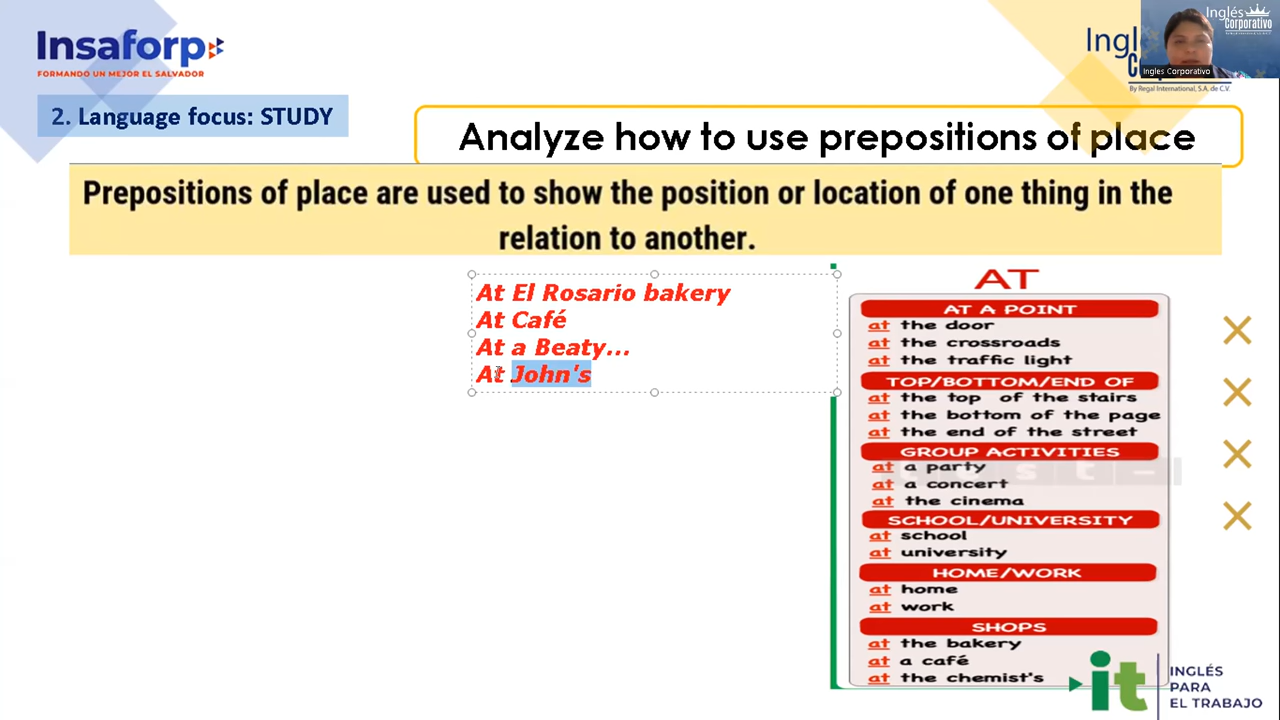 Insaforp
FORMANDO UN MEJOR EL SALVADOR
Inglés
Corporativo
Ingles Corporativo
By Regal International, S.A. de C.V.
2. Language focus: STUDY
Analyze how to use prepositions of place
Prepositions of place are used to show the position or location of one thing in the
relation to another.
At El Rosario bakery
At Café
At a Beaty...
At John's
AT
AT A POINT
at the door
at the crossroads
at the traffic light
TOP/BOTTOM/END OF
at the top of the stairs
at the bottom of the page
at the end of the street
GROUP ACTIVITIES
at a party
at a concert
at the cinema
SCHOOL/UNIVERSITY
at school
at university
HOME/WORK
at home
at work
SHOPS
at the bakery
at a café
at the chemist's
it
INGLÉS
PARA
EL TRABAJO